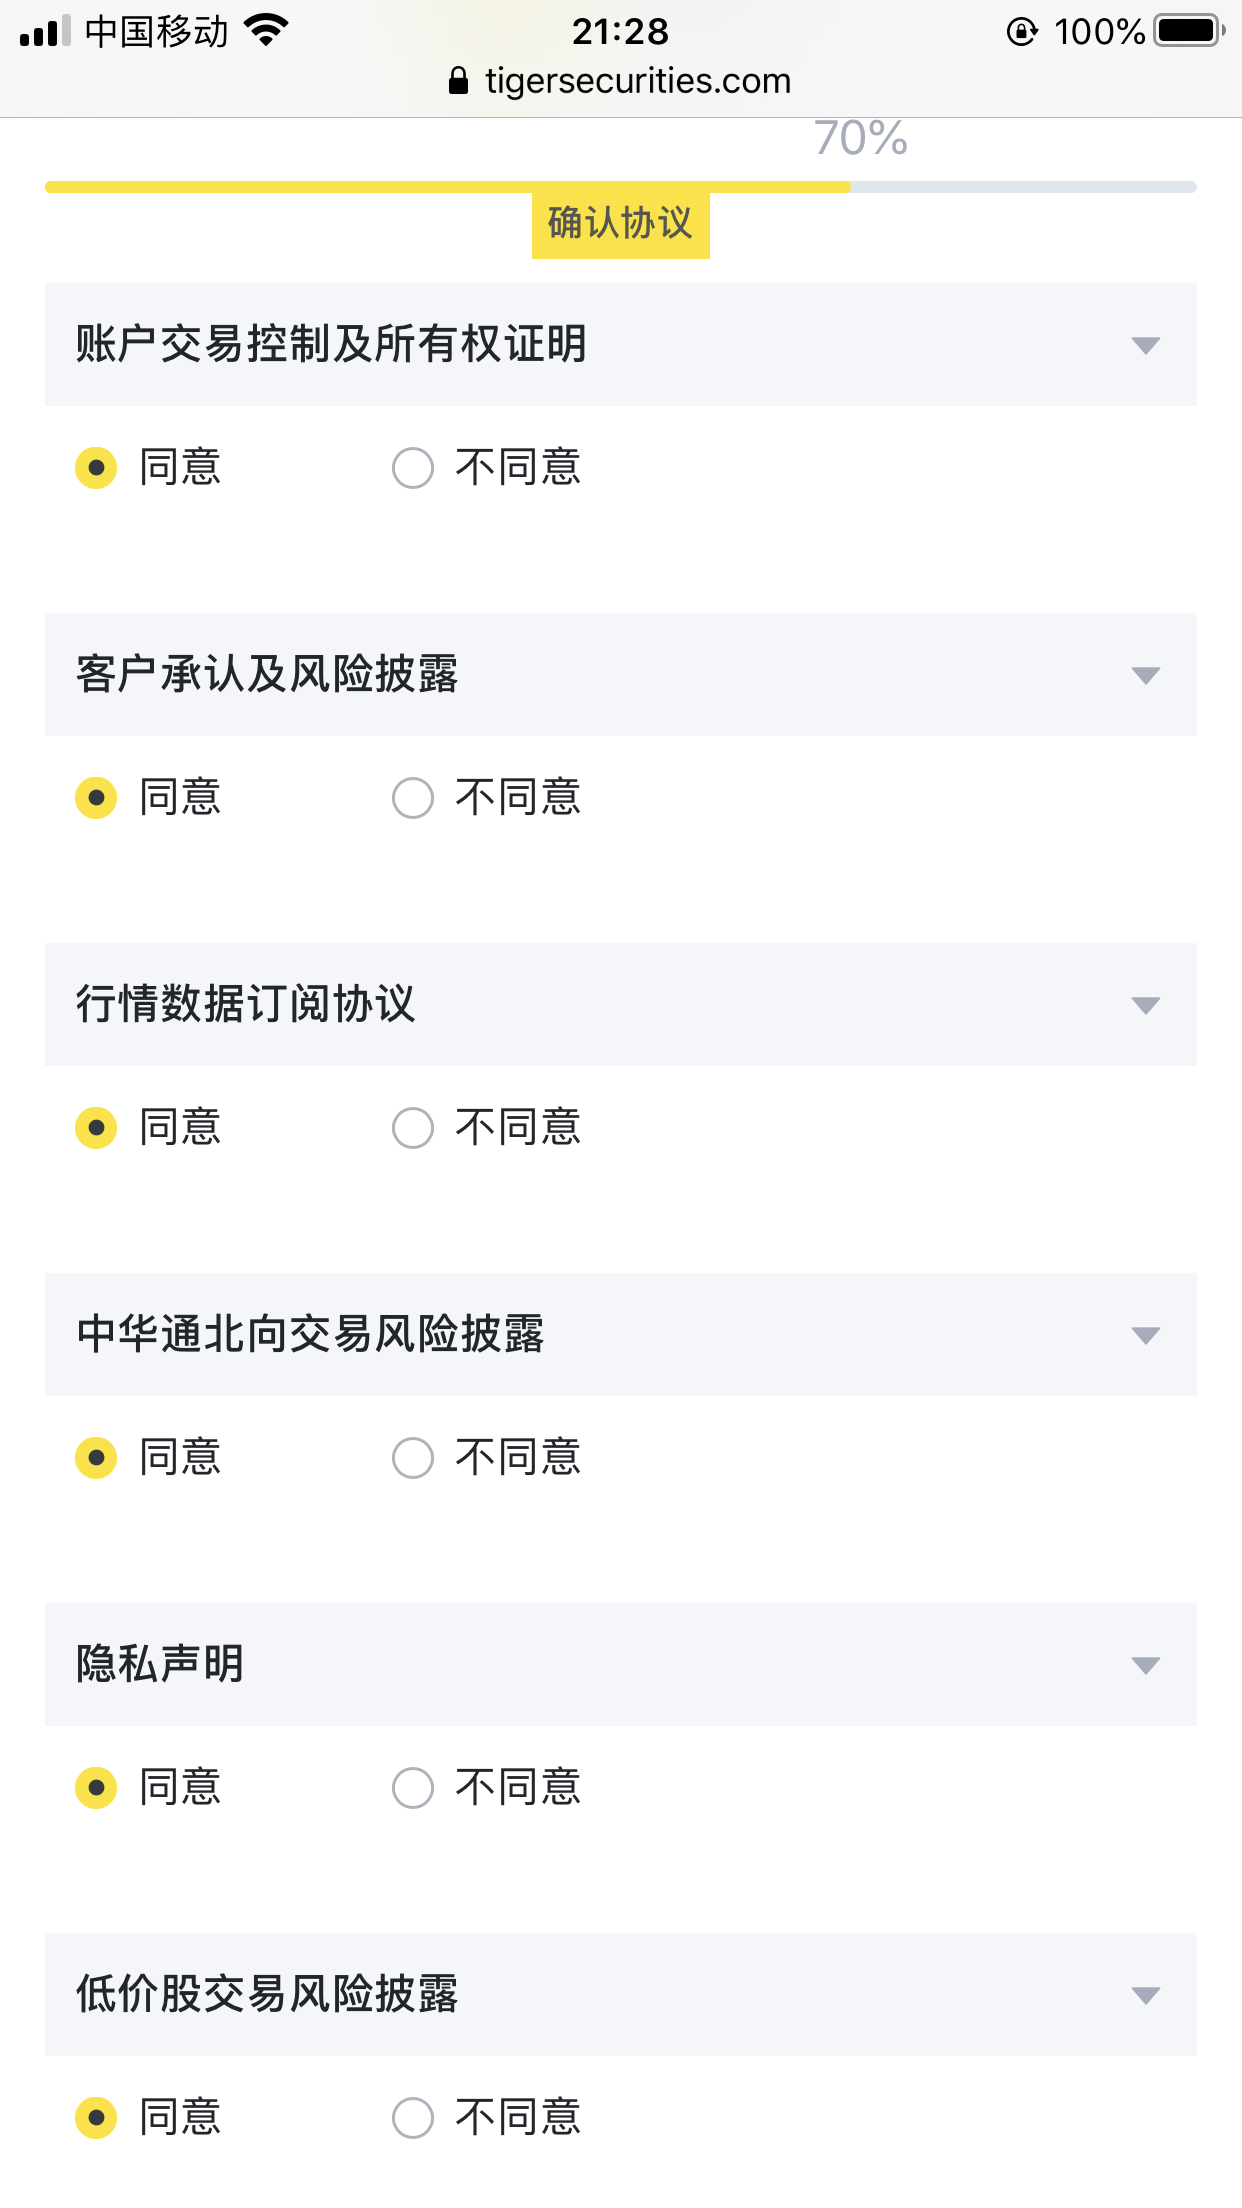 中国移动 21:28 100%
tigersecurities.com
70%
确认协议
账户交易控制及所有权证明
同意 不同意
客户承认及风险披露
同意 不同意
行情数据订阅协议
同意 不同意
中华通北向交易风险披露
同意 不同意
隐私声明
同意 不同意
低价股交易风险披露
同意 不同意